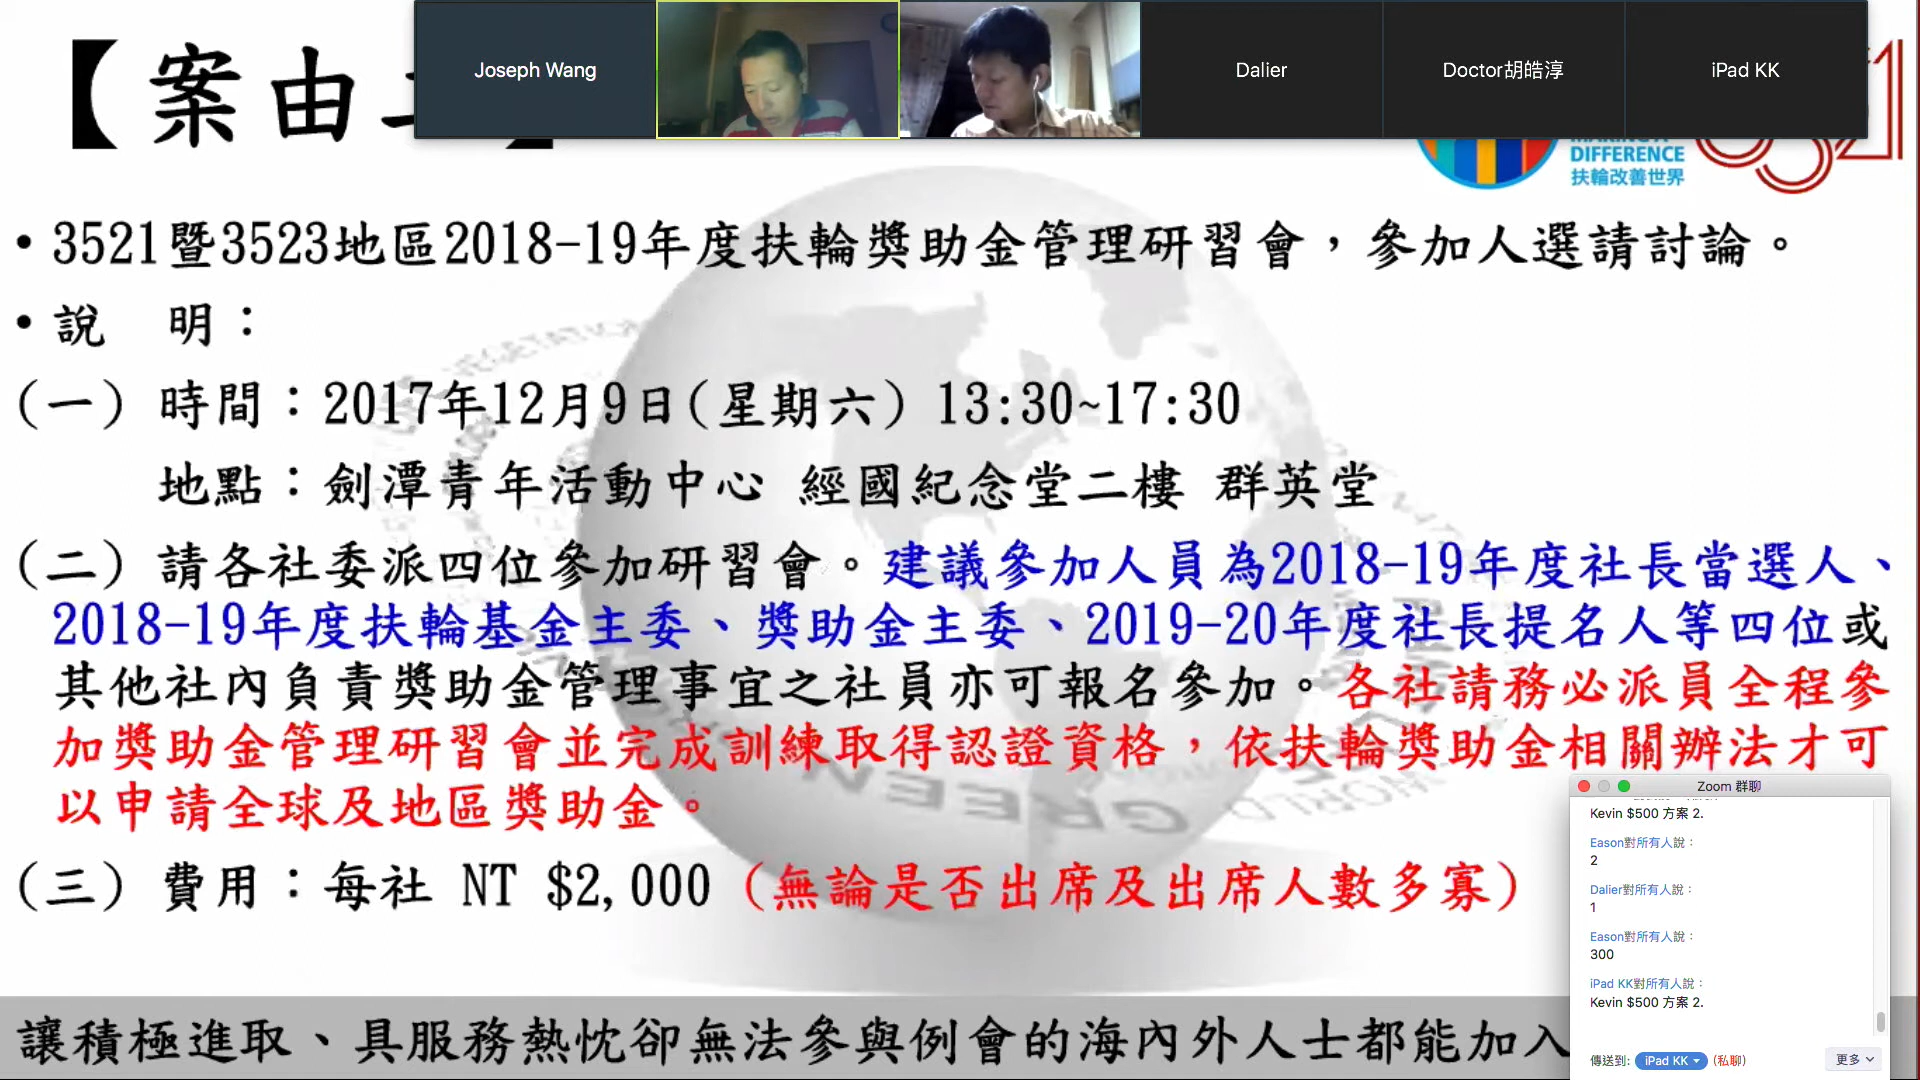 Joseph Wang
Dalier
Doctor胡皓淳
iPad KK
【案由二】
DIFFERENCE
扶輪改善世界
• 3521暨3523地區2018-19年度扶輪獎助金管理研習會，參加人選請討論。
• 說　明：
(一) 時間：2017年12月9日(星期六) 13:30~17:30
地點：劍潭青年活動中心 經國紀念堂二樓 群英堂
(二) 請各社委派四位參加研習會。建議參加人員為2018-19年度社長當選人、
2018-19年度扶輪基金主委、獎助金主委、2019-20年度社長提名人等四位或
其他社內負責獎助金管理事宜之社員亦可報名參加。各社請務必派員全程參
加獎助金管理研習會並完成訓練取得認證資格，依扶輪獎助金相關辦法才可
以申請全球及地區獎助金。
(三) 費用：每社 NT $2,000 (無論是否出席及出席人數多寡)
讓積極進取、具服務熱忱卻無法參與例會的海內外人士都能加入
Zoom 群聊
Kevin $500 方案 2.
Eason對所有人說：
2
Dalier對所有人說：
1
Eason對所有人說：
300
iPad KK對所有人說：
Kevin $500 方案 2.
傳送到: iPad KK (私聊)
更多